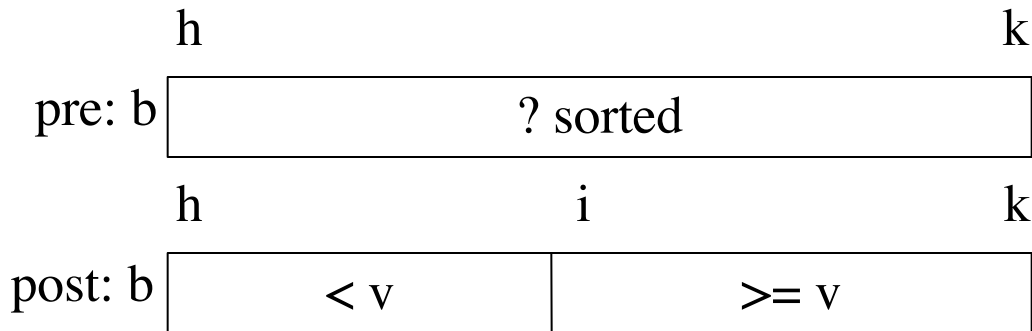 h k
pre: b ? sorted
h i k
post: b < v >= v